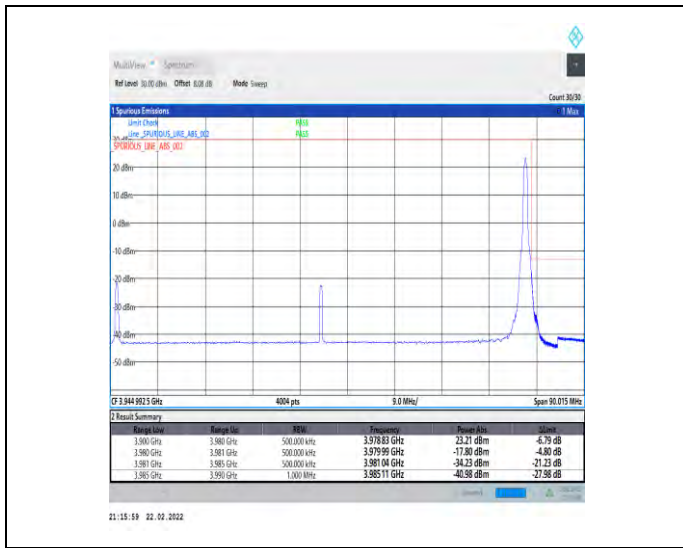 MultiView Spectrum
Ref Level 30.00 dBm Offset 8.08 dB Mode Sweep
Count 30/30
1 Spurious Emissions 1 Max
Limit Check PASS
Line _SPURIOUS_LINE_ABS_002 PASS
SPURIOUS_LINE_ABS_002
20 dBm
10 dBm
0 dBm
-10 dBm
-20 dBm
-30 dBm
-40 dBm
-50 dBm
CF 3.944 992 5 GHz 4004 pts 9.0 MHz/ Span 90.015 MHz
2 Result Summary
Range Low Range Up RBW Frequency Power Abs ΔLimit
3.900 GHz 3.980 GHz 500.000 kHz 3.978 83 GHz 23.21 dBm -6.79 dB
3.980 GHz 3.981 GHz 500.000 kHz 3.979 99 GHz -17.80 dBm -4.80 dB
3.981 GHz 3.985 GHz 500.000 kHz 3.981 04 GHz -34.23 dBm -21.23 dB
3.985 GHz 3.990 GHz 1.000 MHz 3.985 11 GHz -40.98 dBm -27.98 dB
21:15:59 22.02.2022